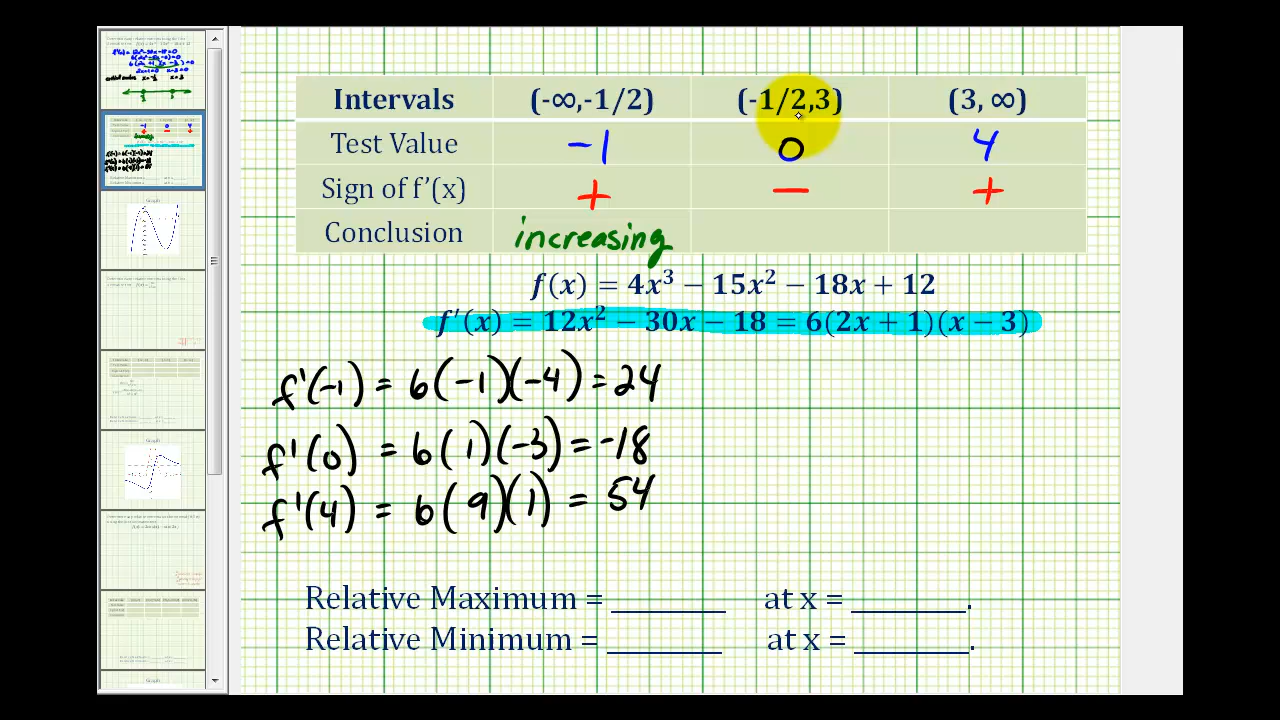 Intervals (-∞,-1/2) (-1/2,3) (3, ∞)
Test Value -1 0 4
Sign of f’(x) + − +
Conclusion increasing
f(x) = 4x³ − 15x² − 18x + 12
f′(x) = 12x² − 30x − 18 = 6(2x + 1)(x − 3)
f'(-1) = 6(-1)(-4) = 24
f'(0) = 6(1)(-3) = -18
f'(4) = 6(9)(1) = 54
Relative Maximum = ________ at x = ________.
Relative Minimum = ________ at x = ________.